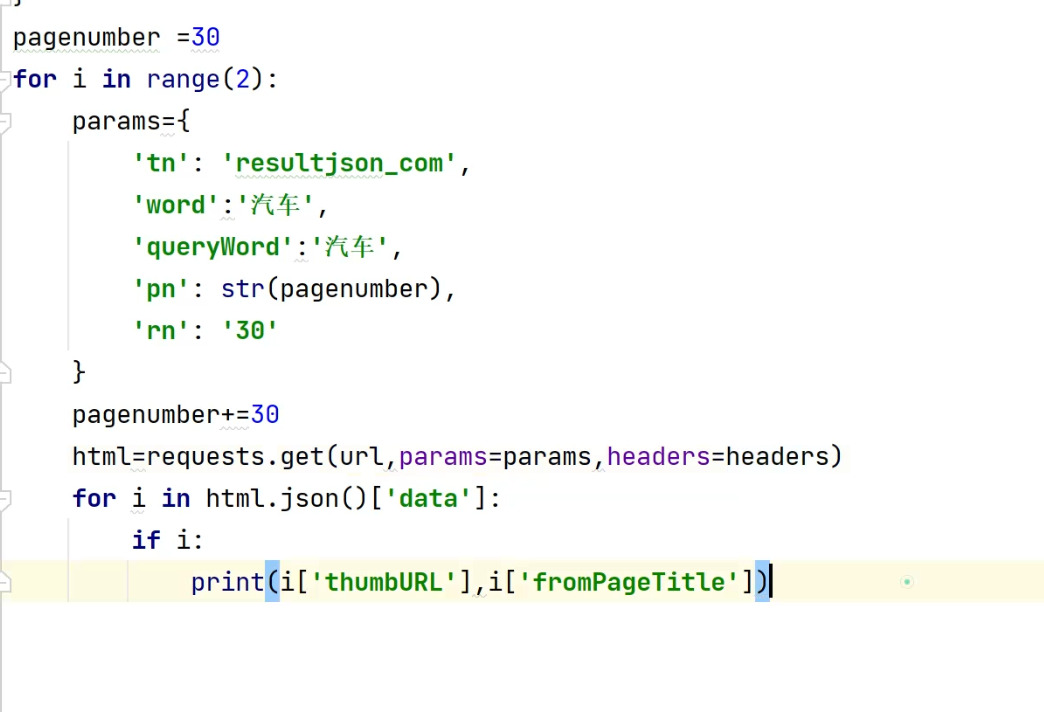 pagenumber =30
for i in range(2):
    params={
        'tn': 'resultjson_com',
        'word':'汽车',
        'queryWord':'汽车',
        'pn': str(pagenumber),
        'rn': '30'
    }
    pagenumber+=30
    html=requests.get(url,params=params,headers=headers)
    for i in html.json()['data']:
        if i:
            print(i['thumbURL'],i['fromPageTitle'])